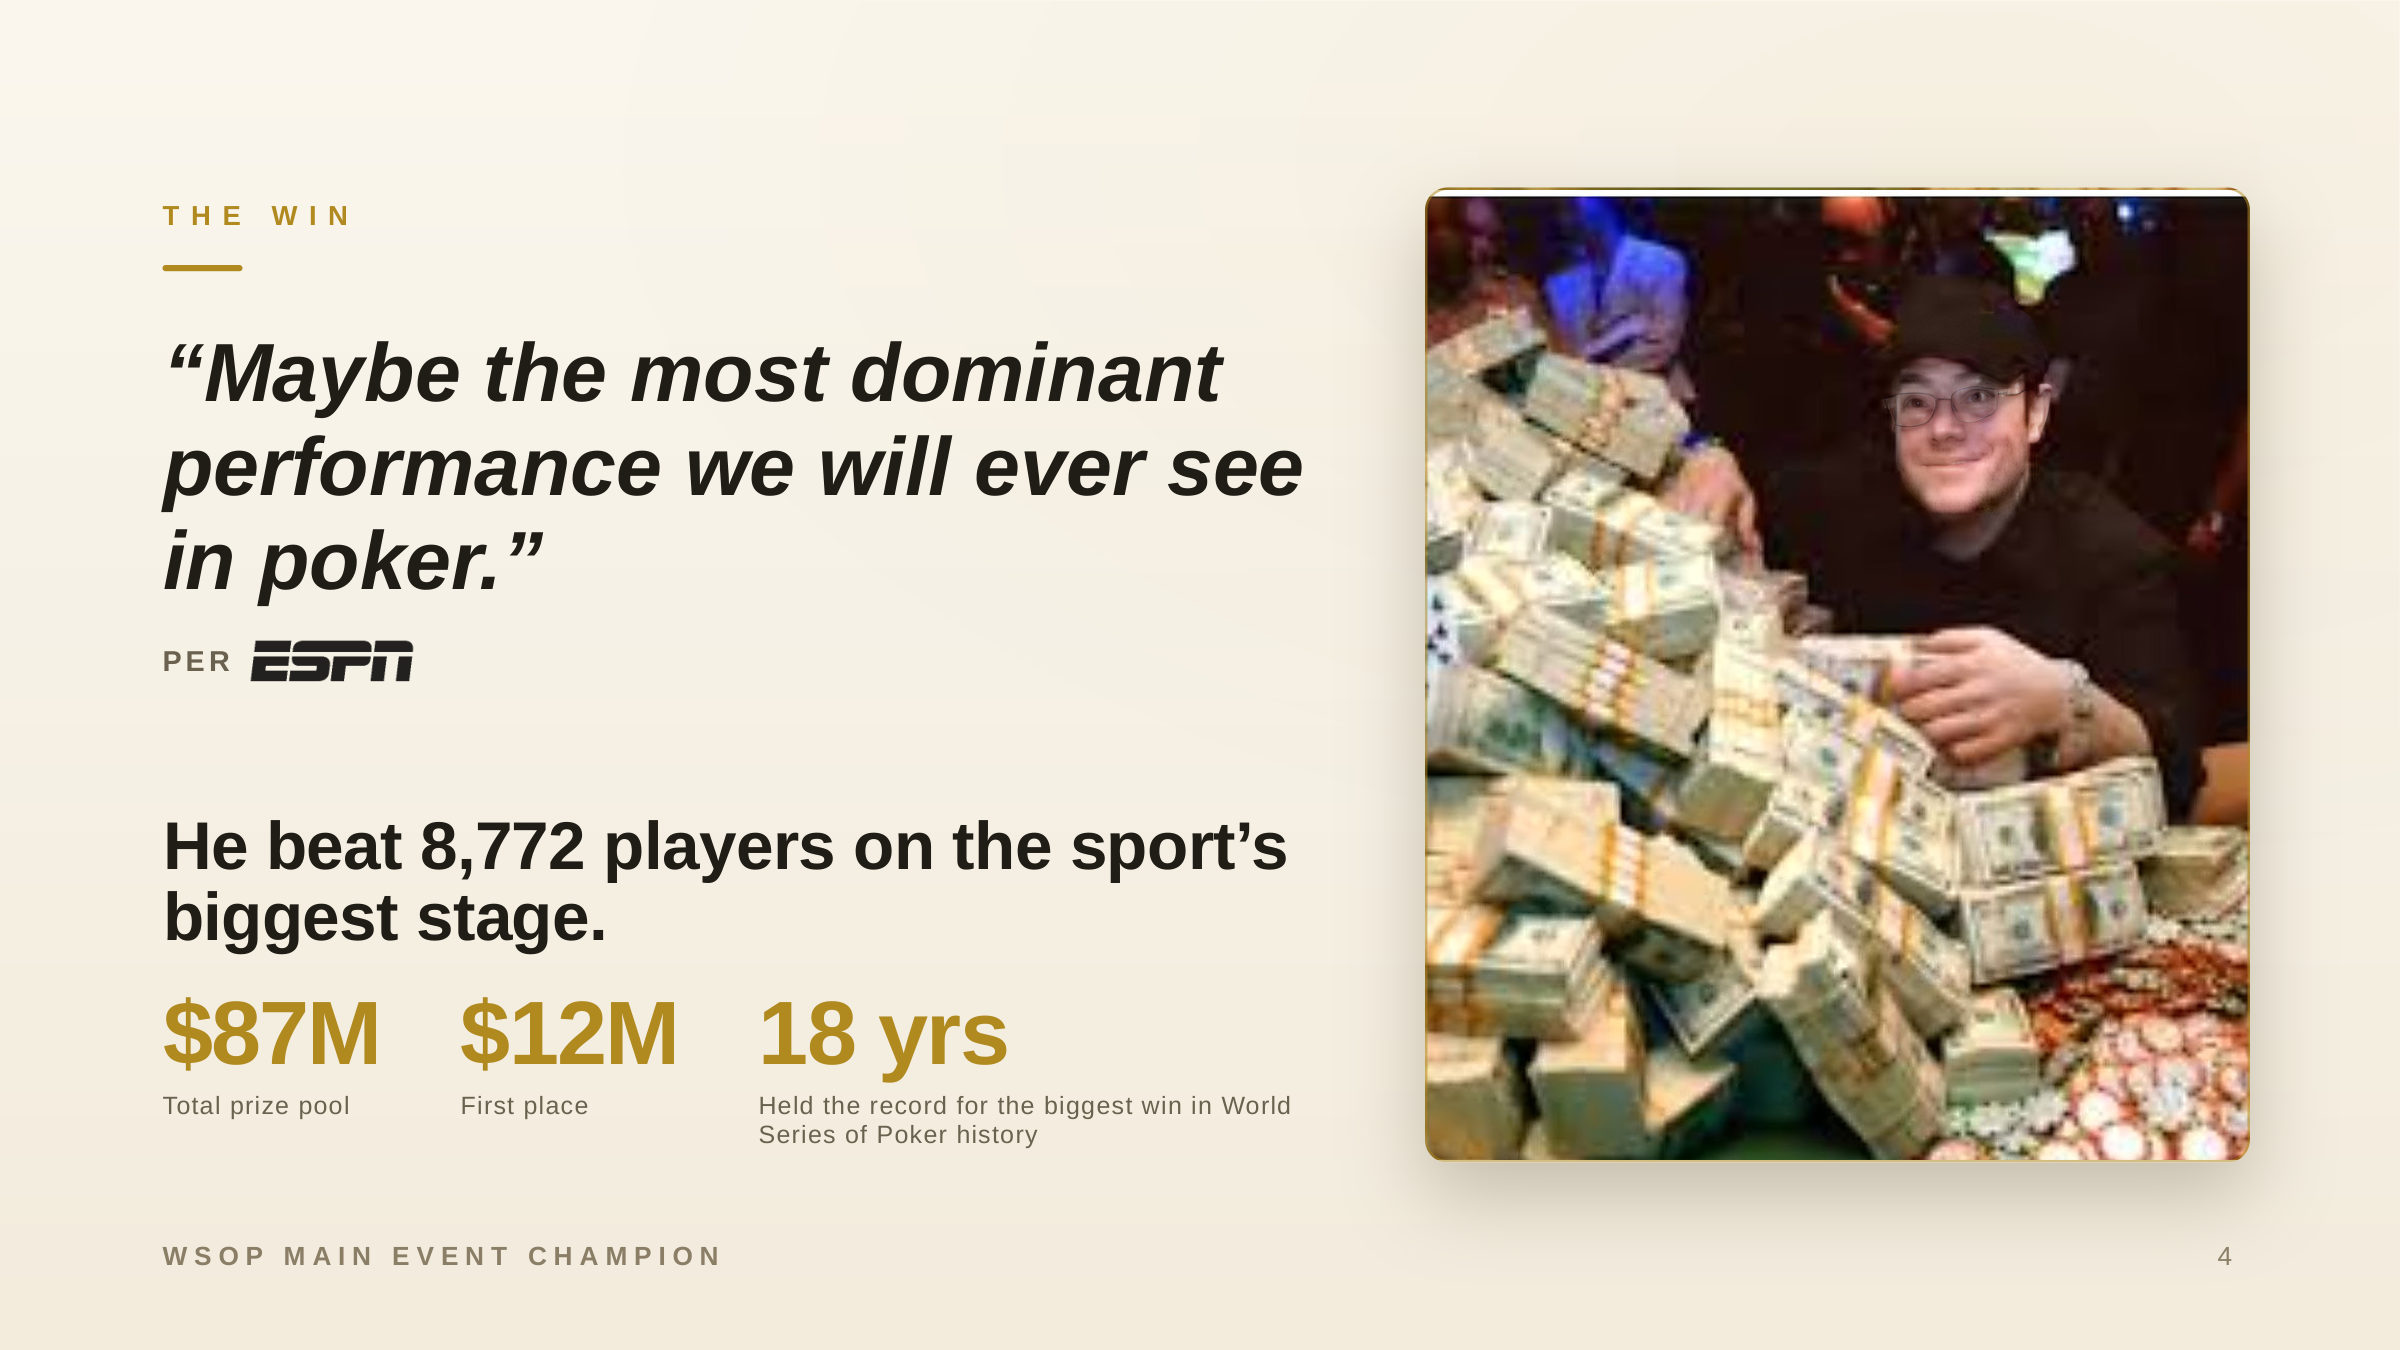 THE WIN
“Maybe the most dominant
performance we will ever see
in poker.”
PER ESPN
He beat 8,772 players on the sport’s
biggest stage.
$87M $12M 18 yrs
Total prize pool First place Held the record for the biggest win in World
Series of Poker history
WSOP MAIN EVENT CHAMPION 4